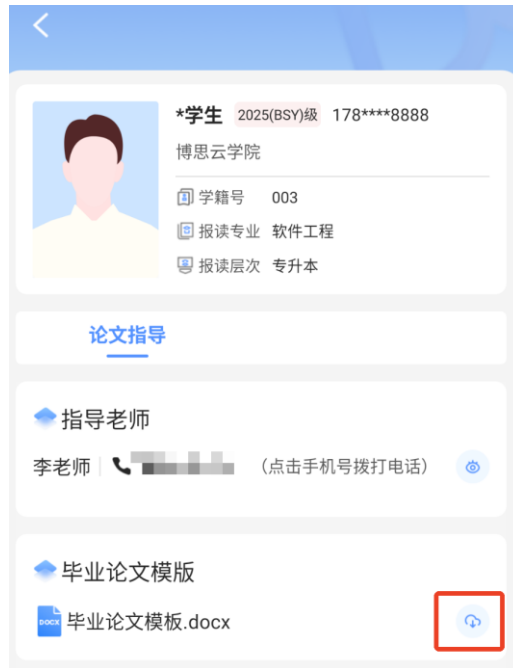 *学生 2025(BSY)级 178****8888
博思云学院
学籍号 003
报读专业 软件工程
报读层次 专升本
论文指导
指导老师
李老师 (点击手机号拨打电话)
毕业论文模版
DOCX 毕业论文模板.docx